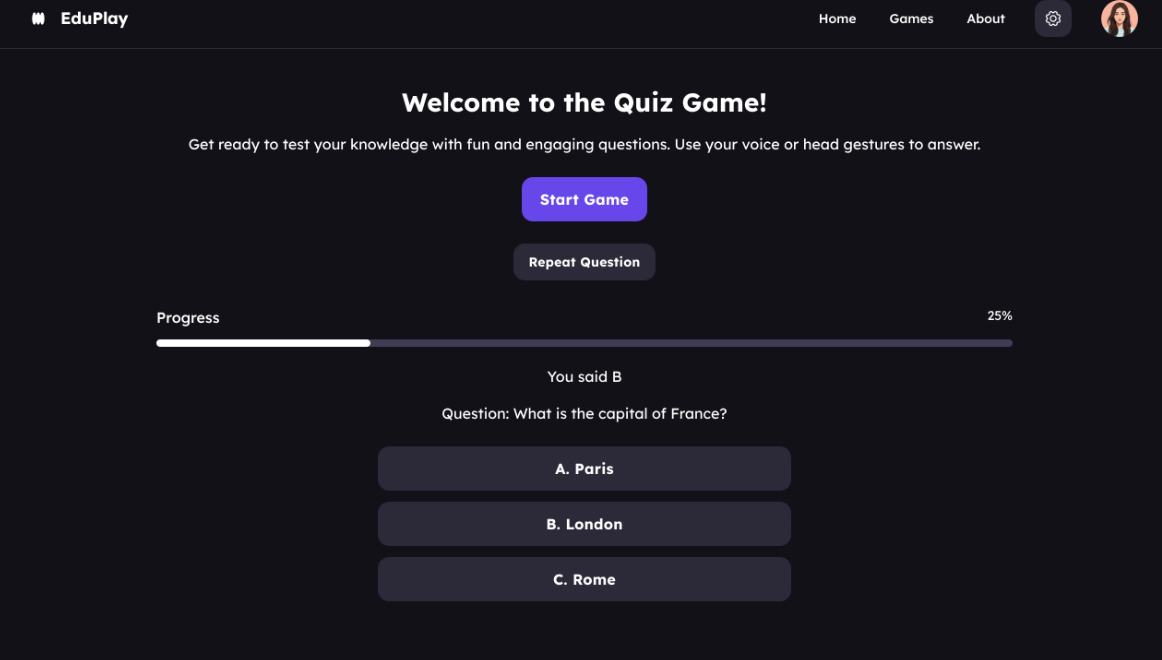 EduPlay
Home
Games
About
Welcome to the Quiz Game!
Get ready to test your knowledge with fun and engaging questions. Use your voice or head gestures to answer.
Start Game
Repeat Question
Progress
25%
You said B
Question: What is the capital of France?
A. Paris
B. London
C. Rome